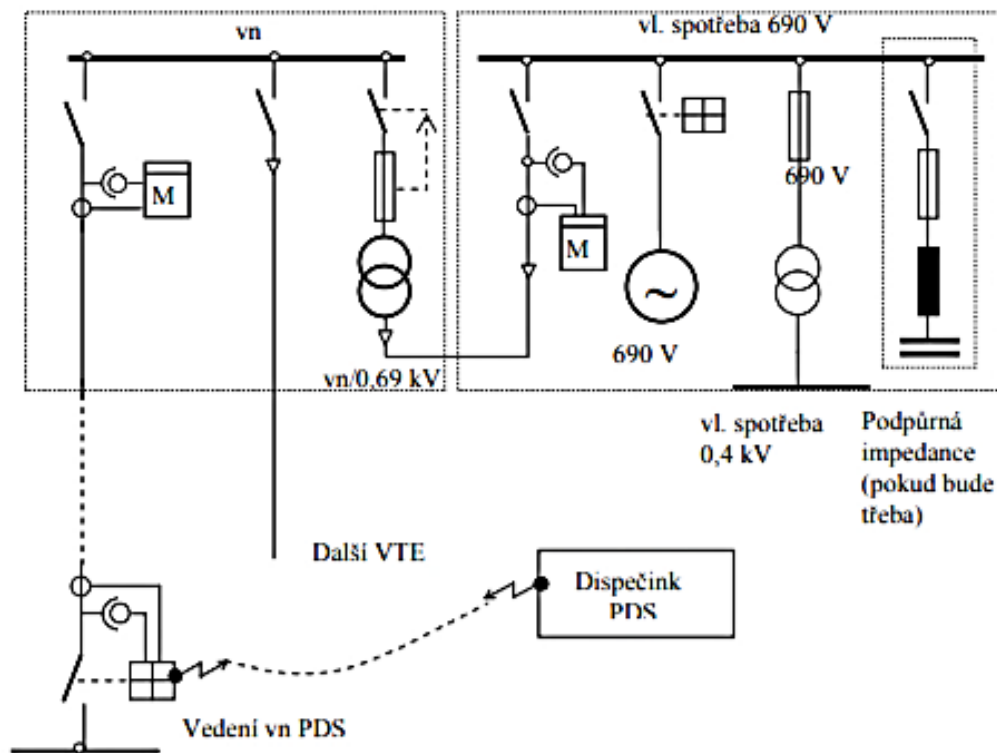 vn
vl. spotřeba 690 V
M
690 V
M
~
690 V
vn/0,69 kV
vl. spotřeba
0,4 kV
Podpůrná
impedance
(pokud bude
třeba)
Další VTE
Dispečink
PDS
Vedení vn PDS